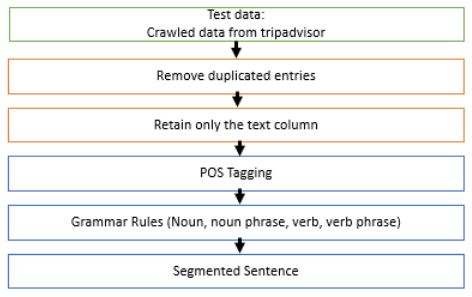 Test data:
Crawled data from tripadvisor
Remove duplicated entries
Retain only the text column
POS Tagging
Grammar Rules (Noun, noun phrase, verb, verb phrase)
Segmented Sentence